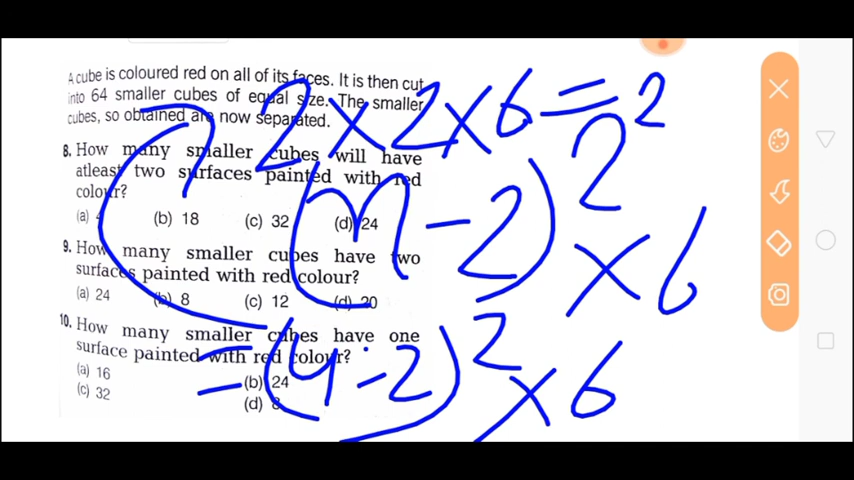 A cube is coloured red on all of its faces. It is then cut
into 64 smaller cubes of equal size. The smaller
cubes, so obtained are now separated.
8. How many smaller cubes will have
atleast two surfaces painted with red
colour?
(a) 4 (b) 18 (c) 32 (d) 24
9. How many smaller cubes have two
surfaces painted with red colour?
(a) 24 (b) 8 (c) 12 (d) 20
10. How many smaller cubes have one
surface painted with red colour?
(a) 16 (b) 24
(c) 32 (d) 8
2×2×6=2
(n-2)2
×6
=(4-2)2×6